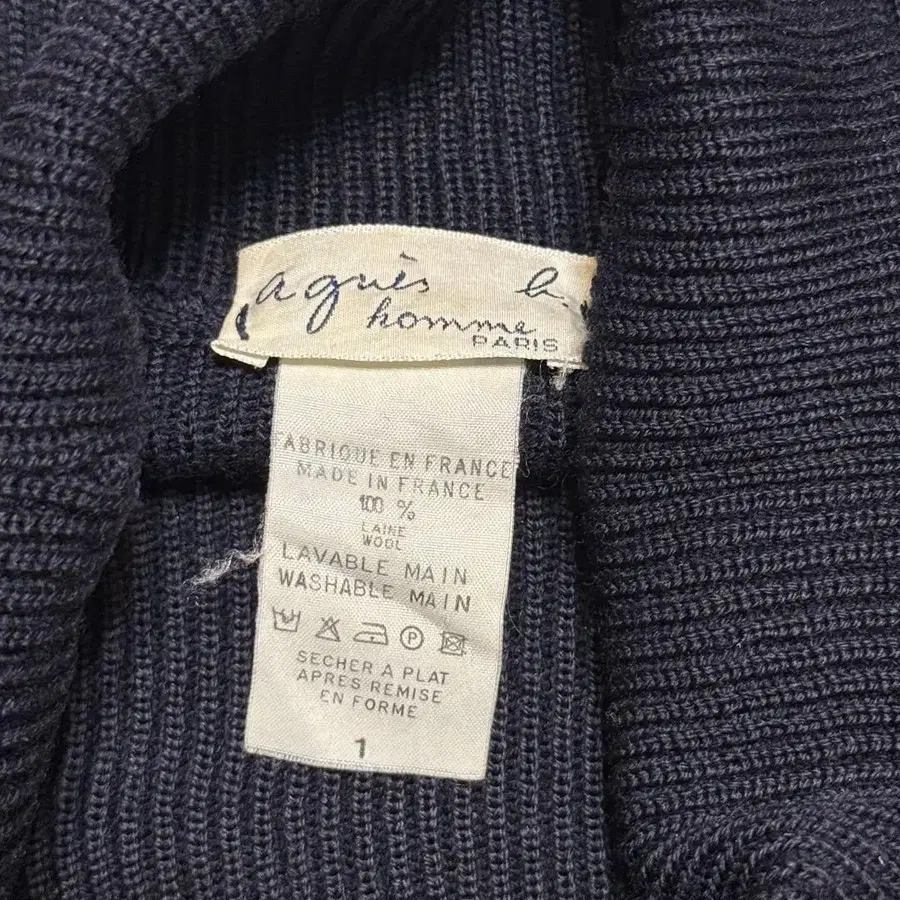 agnès b.
homme
PARIS
FABRIQUE EN FRANCE
MADE IN FRANCE
100 %
LAINE
WOOL
LAVABLE MAIN
WASHABLE MAIN
P
SECHER A PLAT
APRES REMISE
EN FORME
1